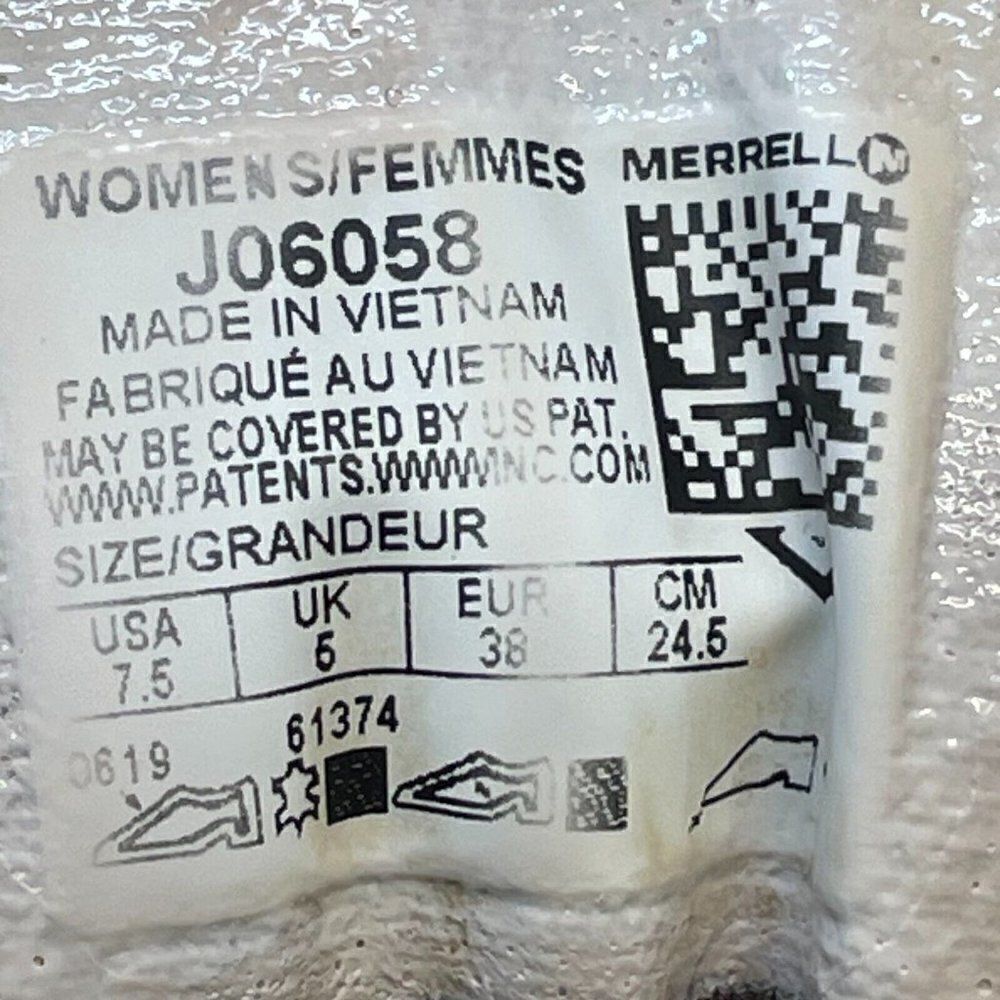 WOMENS/FEMMES MERRELL
J06058
MADE IN VIETNAM
FABRIQUÉ AU VIETNAM
MAY BE COVERED BY US PAT.
WWW.PATENTS.WWWINC.COM
SIZE/GRANDEUR
USA UK EUR CM
7.5 5 38 24.5
61374
0619